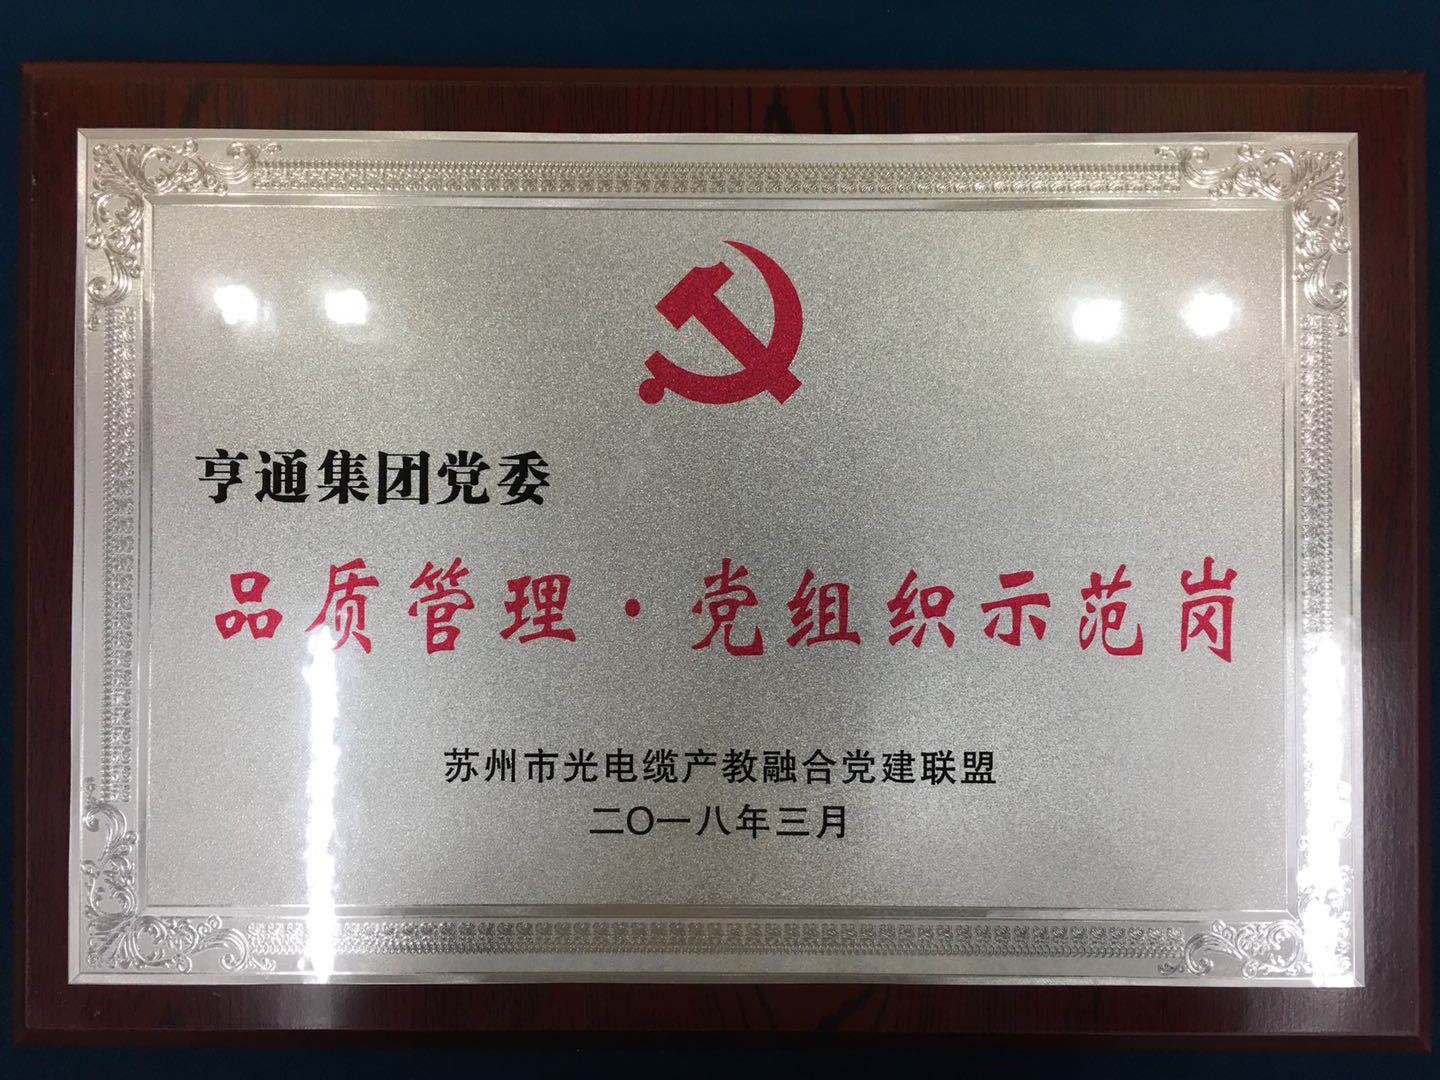 亨通集团党委
品质管理·党组织示范岗
苏州市光电缆产教融合党建联盟
二〇一八年三月